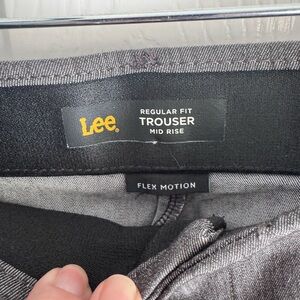 Lee.
REGULAR FIT
TROUSER
MID RISE
FLEX MOTION